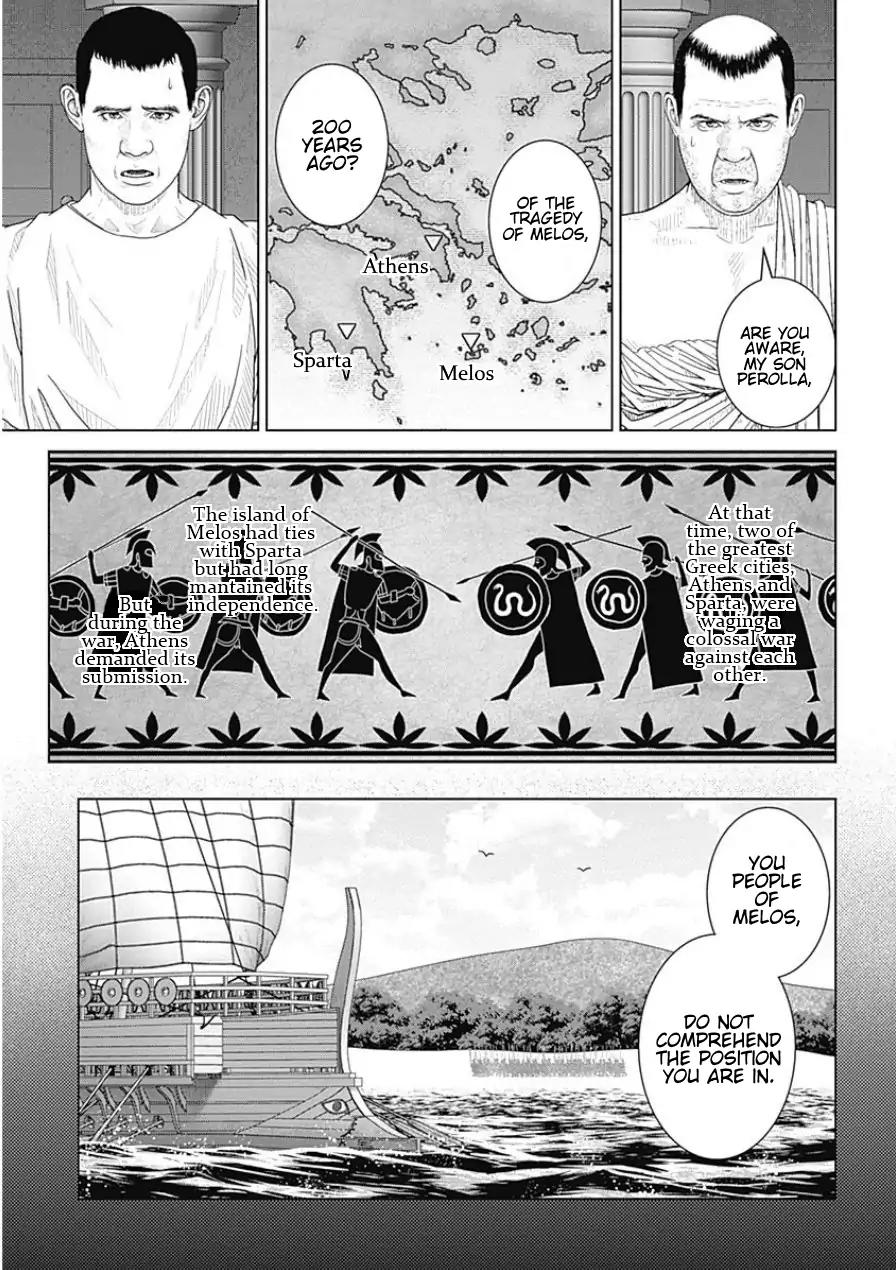 ARE YOU
AWARE,
MY SON
PEROLLA,
OF THE
TRAGEDY
OF MELOS,
200
YEARS
AGO?
Athens
Sparta
Melos
At that
time, two of
the greatest
Greek cities,
Athens and
Sparta, were
waging a
colossal war
against each
other.
The island of
Melos had ties
with Sparta
but had long
mantained its
independence.
But
during the
war, Athens
demanded its
submission.
YOU
PEOPLE
OF
MELOS,
DO NOT
COMPREHEND
THE POSITION
YOU ARE IN.